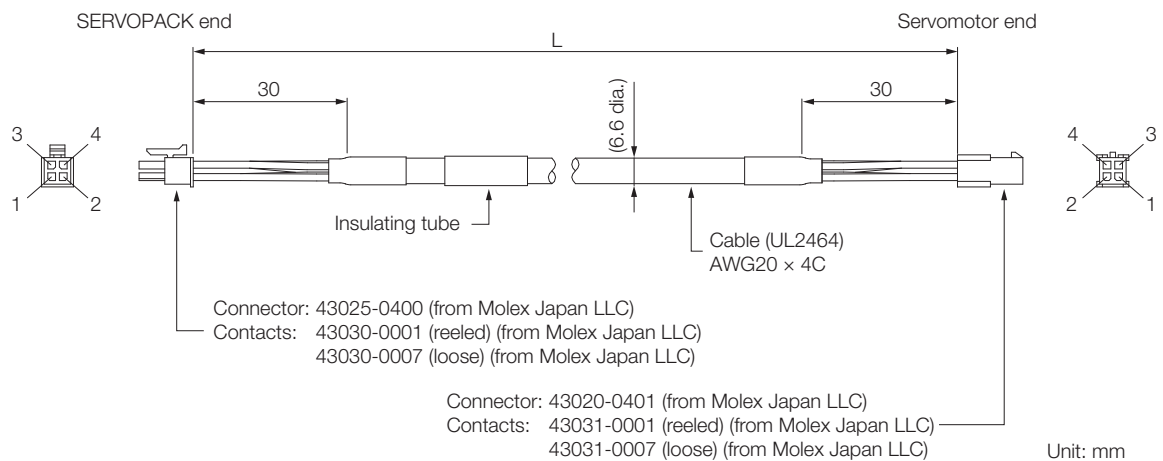 SERVOPACK end
Servomotor end
L
30
30
(6.6 dia.)
3 4
4 3
1 2
2 1
Insulating tube
Cable (UL2464)
AWG20 × 4C
Connector: 43025-0400 (from Molex Japan LLC)
Contacts: 43030-0001 (reeled) (from Molex Japan LLC)
43030-0007 (loose) (from Molex Japan LLC)
Connector: 43020-0401 (from Molex Japan LLC)
Contacts: 43031-0001 (reeled) (from Molex Japan LLC)
43031-0007 (loose) (from Molex Japan LLC)
Unit: mm